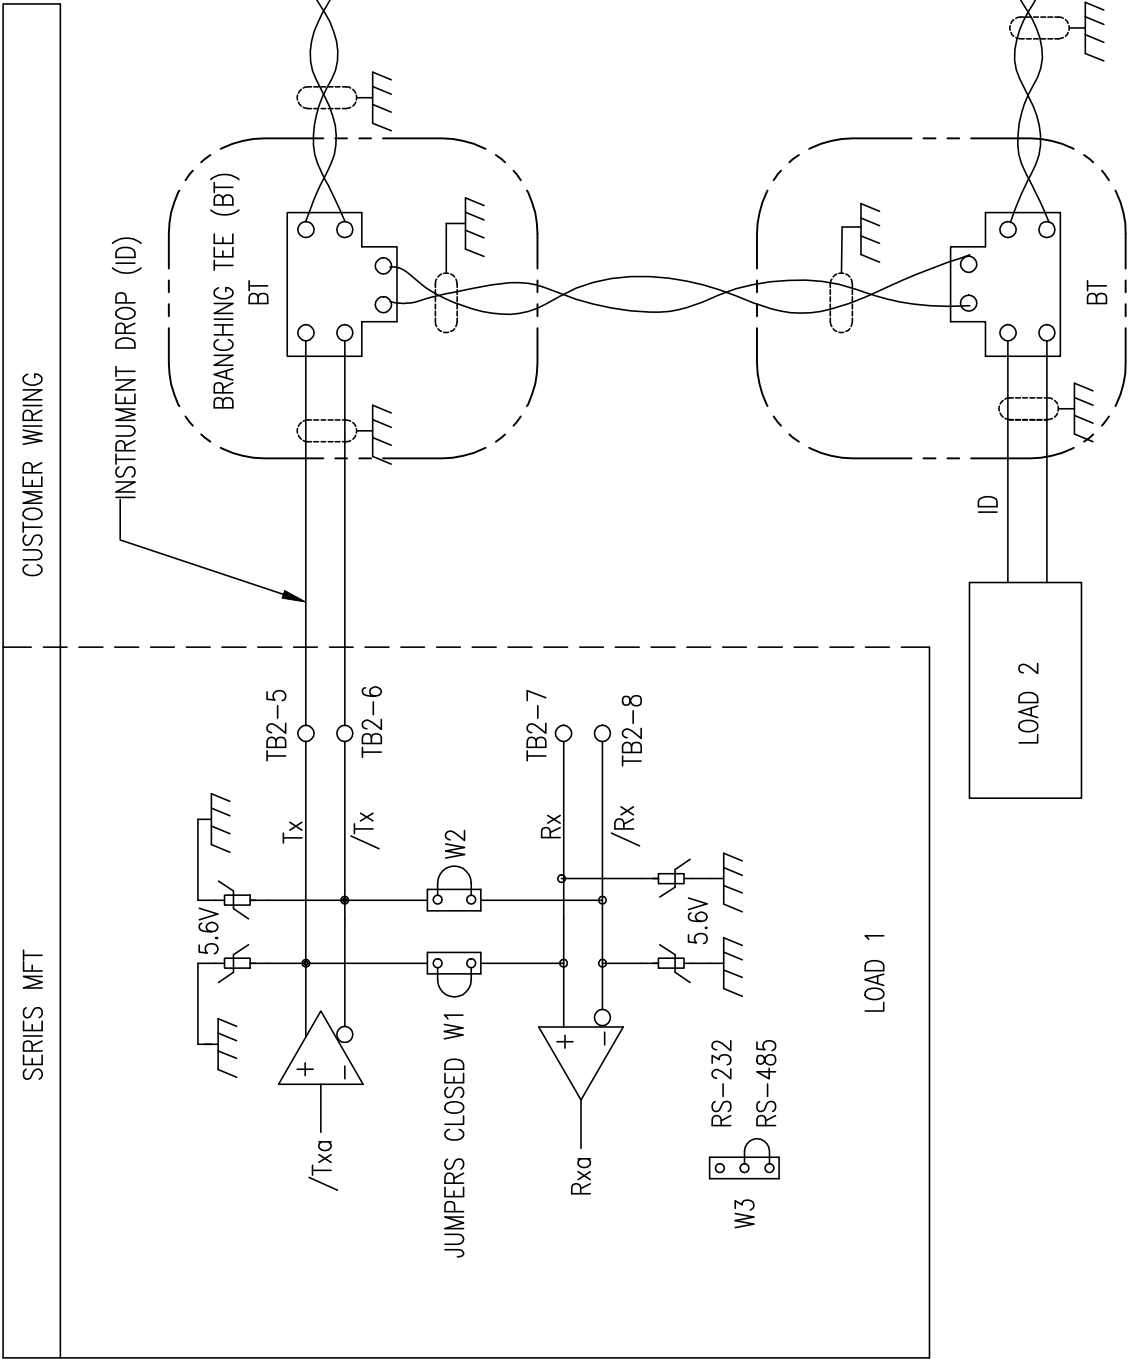 SERIES MFT
CUSTOMER WIRING
INSTRUMENT DROP (ID)
BRANCHING TEE (BT)
BT
5.6V
Tx
TB2-5
/Txa
/Tx
TB2-6
JUMPERS CLOSED W1
W2
Rx
TB2-7
Rxa
/Rx
TB2-8
5.6V
RS-232
RS-485
W3
LOAD 1
ID
LOAD 2
BT
+
-
+
-